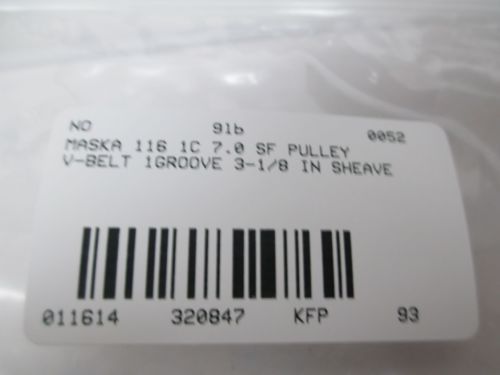 NO 9lb 0052
MASKA 116 1C 7.0 SF PULLEY
V-BELT 1GROOVE 3-1/8 IN SHEAVE
011614 320847 KFP 93